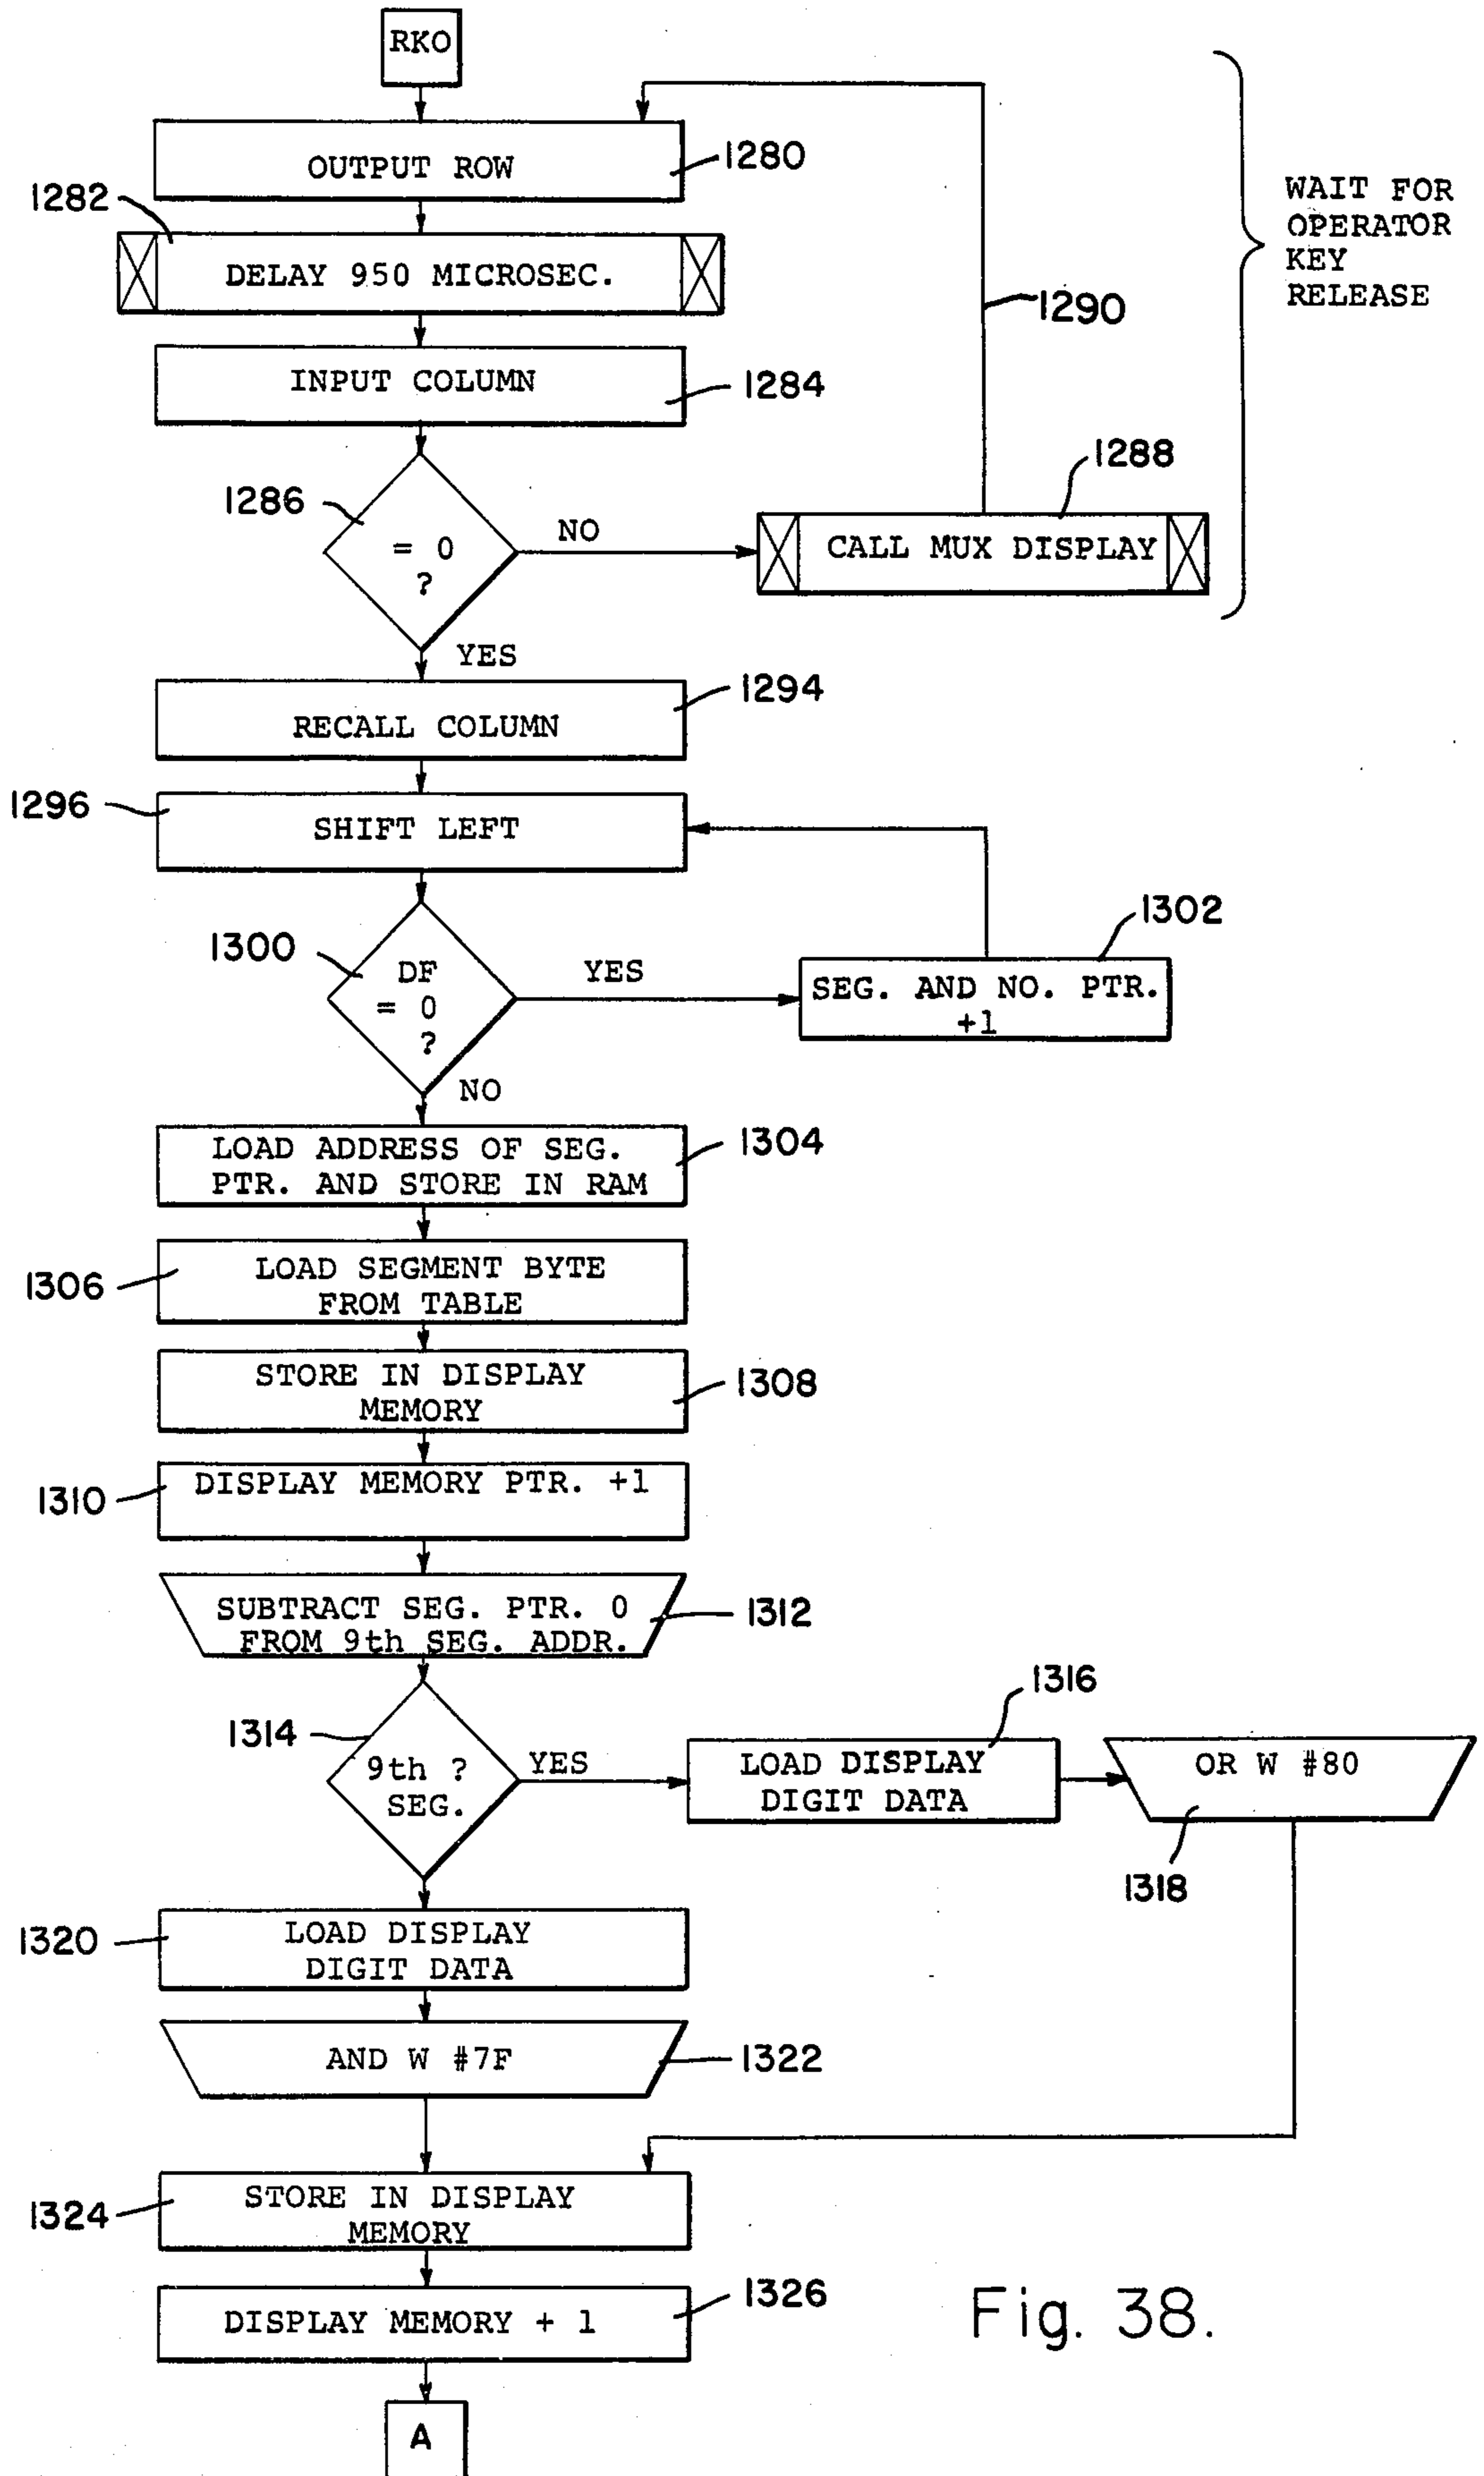 RKO
OUTPUT ROW
1280
1282
DELAY 950 MICROSEC.
WAIT FOR
OPERATOR
KEY
RELEASE
1290
INPUT COLUMN
1284
1286
= 0
?
NO
1288
CALL MUX DISPLAY
YES
RECALL COLUMN
1294
1296
SHIFT LEFT
1300
DF
= 0
?
YES
1302
SEG. AND NO. PTR.
+1
NO
LOAD ADDRESS OF SEG.
PTR. AND STORE IN RAM
1304
1306
LOAD SEGMENT BYTE
FROM TABLE
STORE IN DISPLAY
MEMORY
1308
1310
DISPLAY MEMORY PTR. +1
SUBTRACT SEG. PTR. 0
FROM 9th SEG. ADDR.
1312
1314
9th ?
SEG.
YES
1316
LOAD DISPLAY
DIGIT DATA
OR W #80
1318
1320
LOAD DISPLAY
DIGIT DATA
AND W #7F
1322
1324
STORE IN DISPLAY
MEMORY
DISPLAY MEMORY + 1
1326
Fig. 38.
A